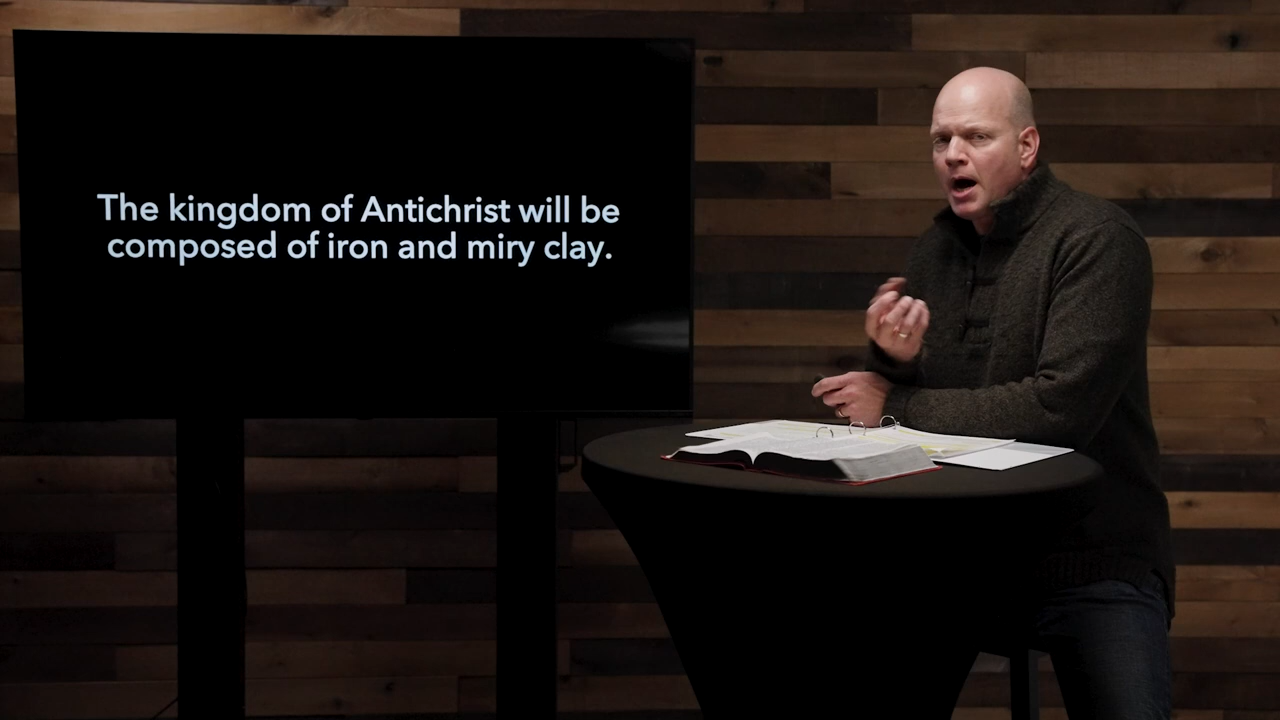 The kingdom of Antichrist will be
composed of iron and miry clay.